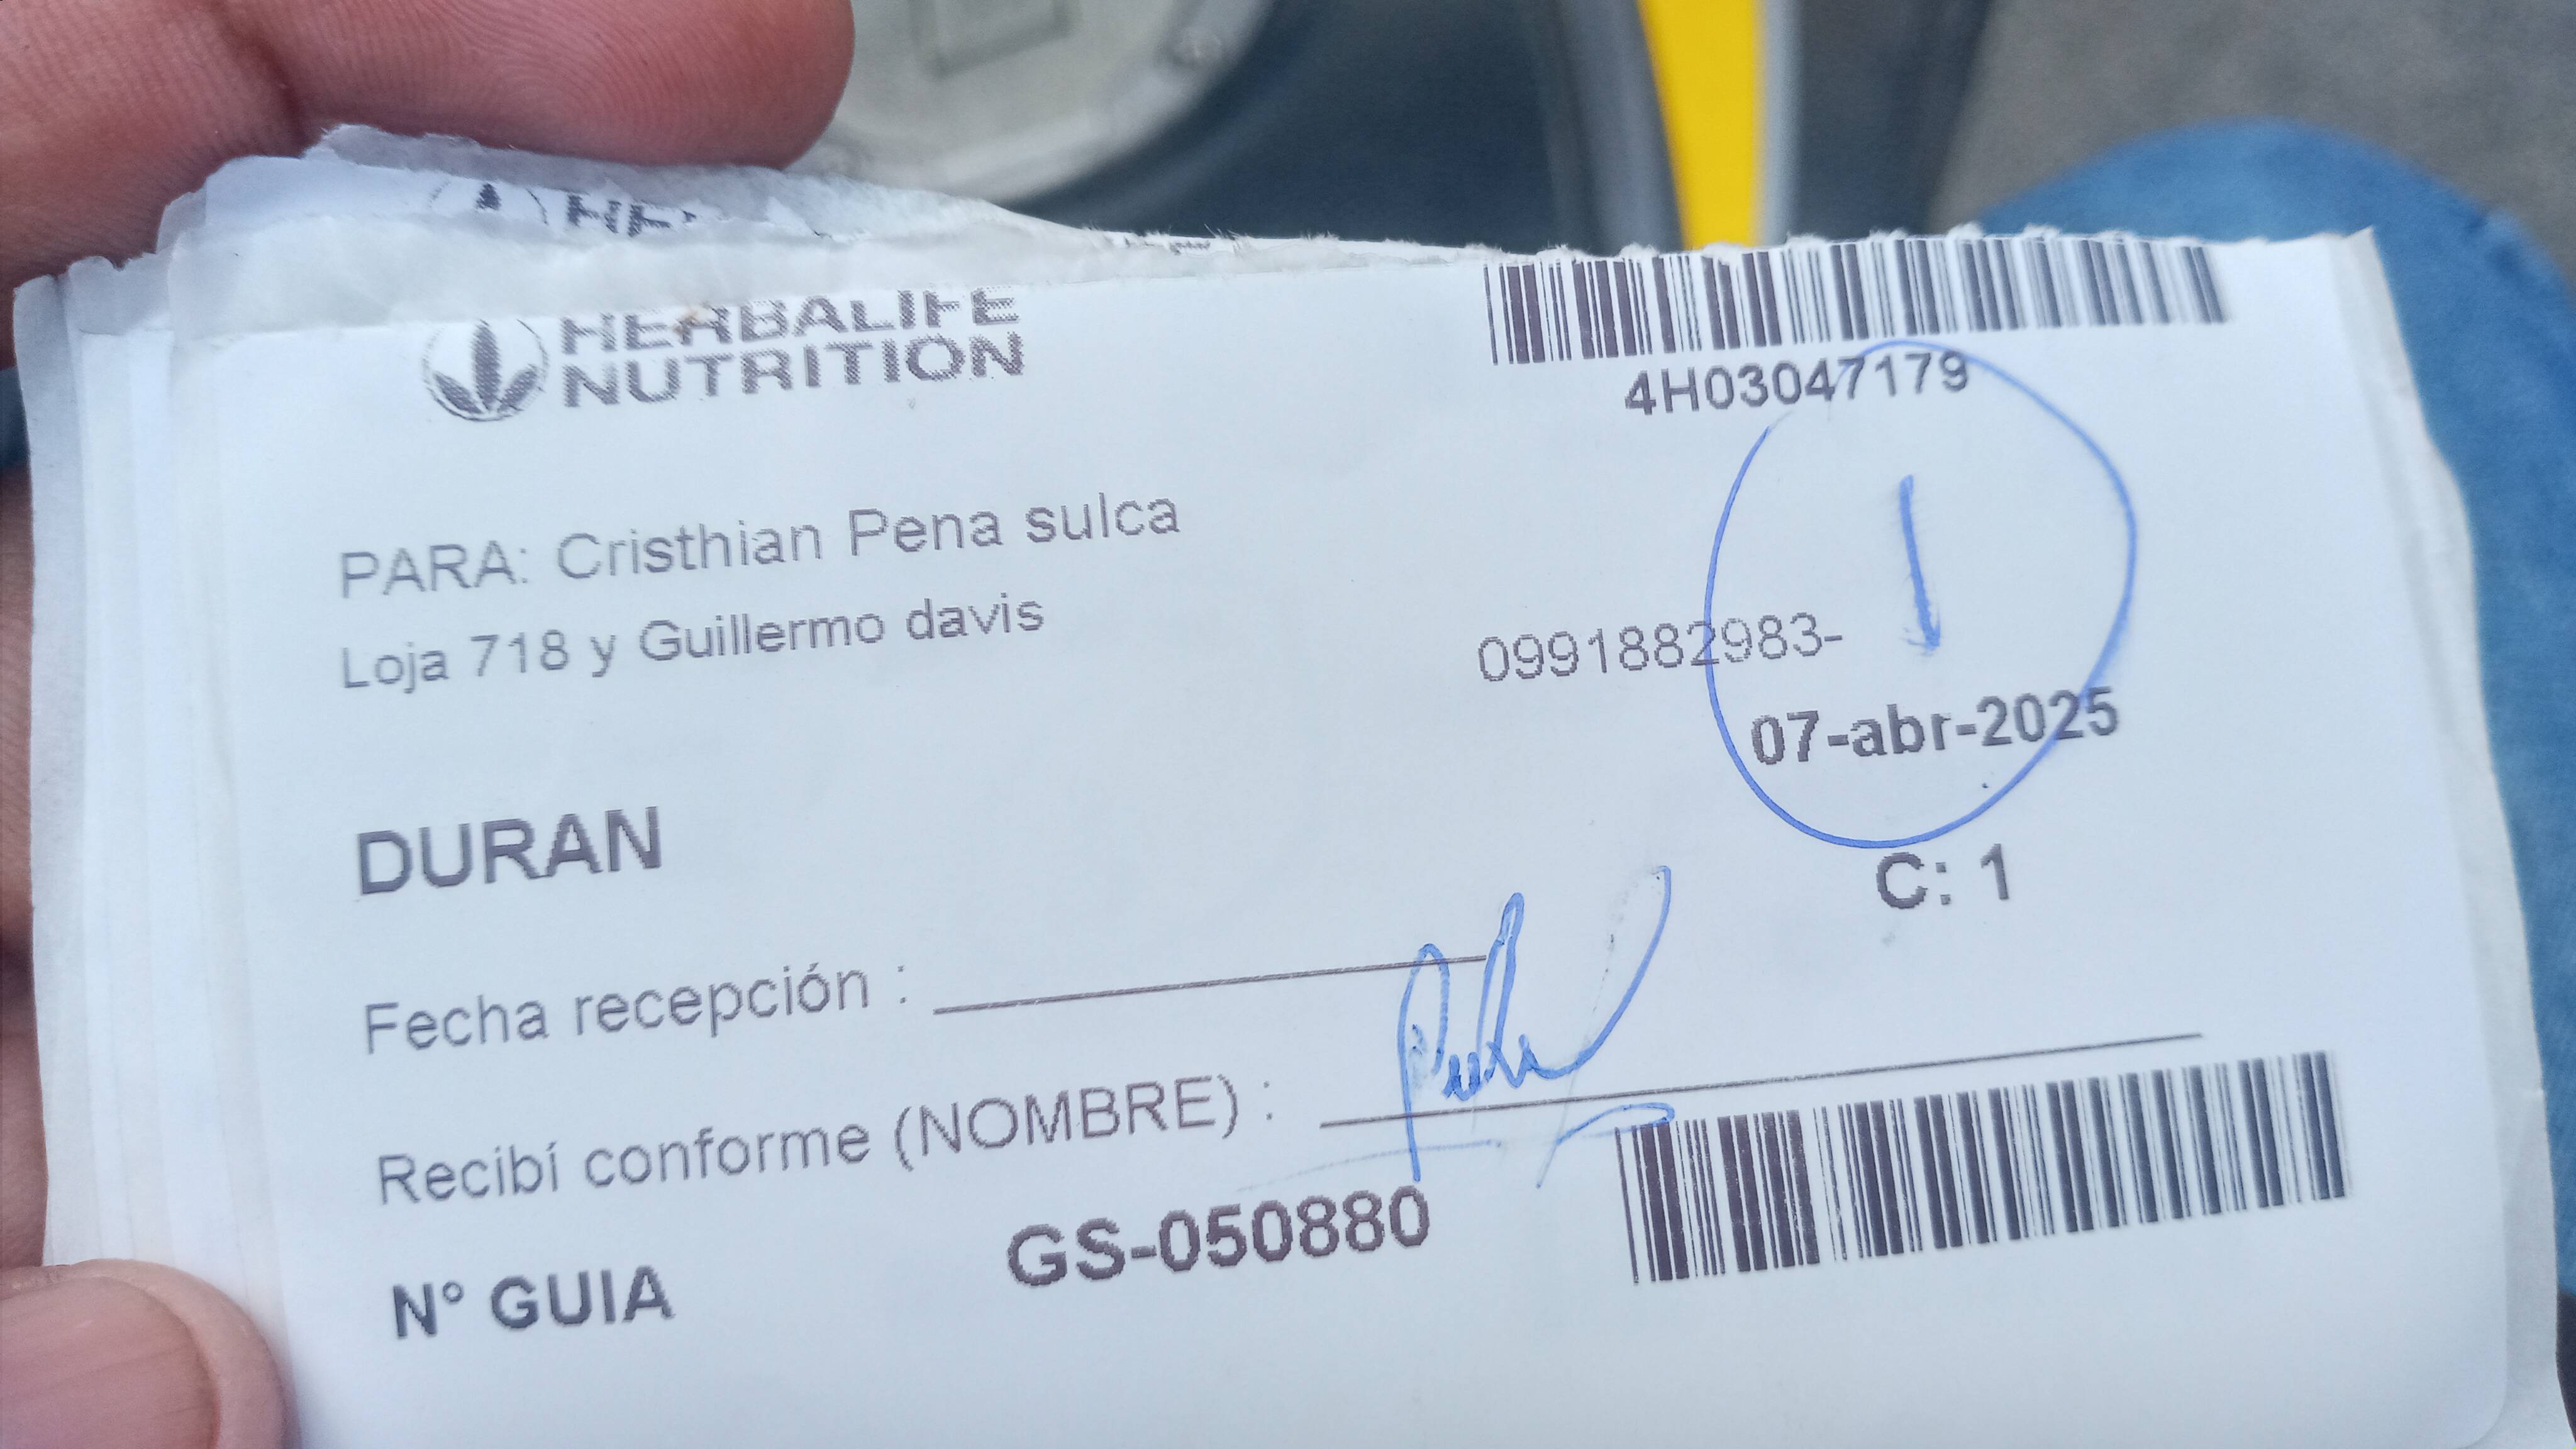 HERBALIFE
NUTRITION
4H03047179
PARA: Cristhian Pena sulca
1
Loja 718 y Guillermo davis
0991882983-
07-abr-2025
DURAN
C: 1
Fecha recepción :
Recibí conforme (NOMBRE) :
N° GUIA
GS-050880